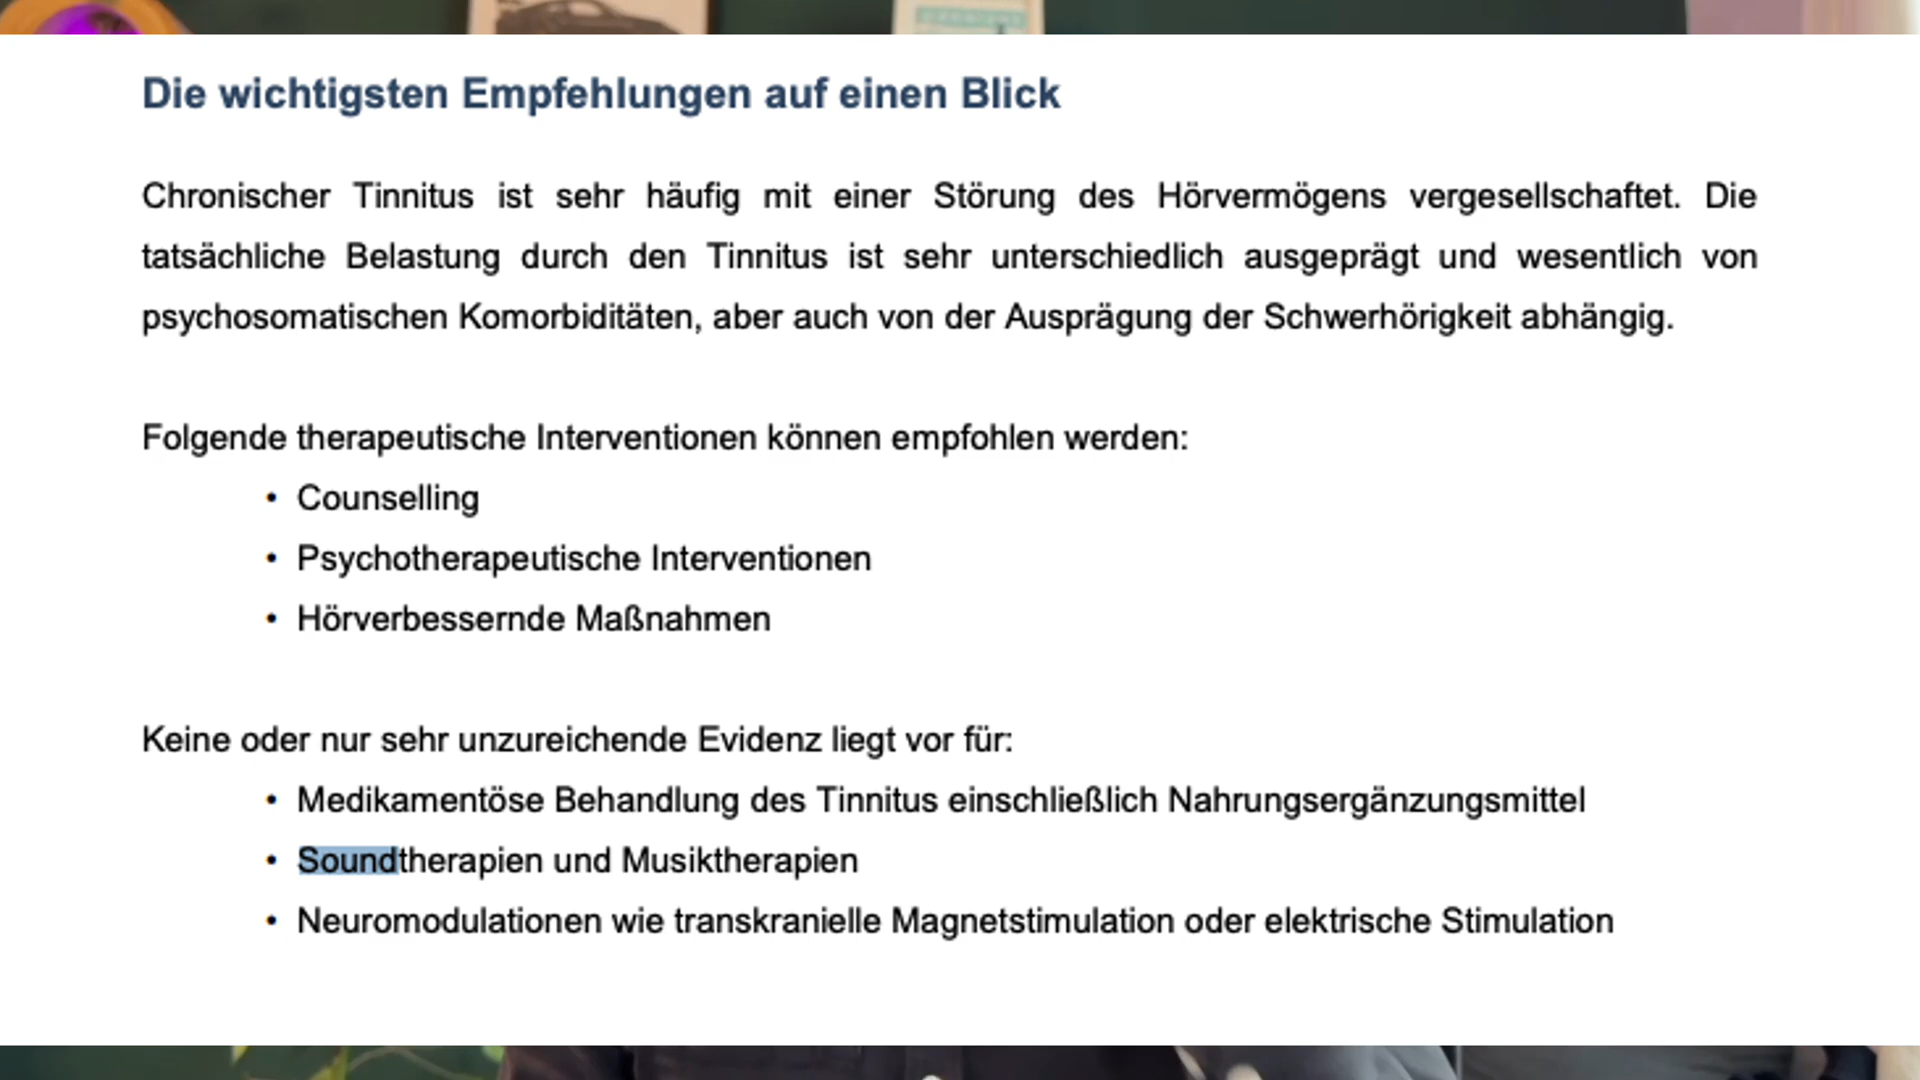 Die wichtigsten Empfehlungen auf einen Blick
Chronischer Tinnitus ist sehr häufig mit einer Störung des Hörvermögens vergesellschaftet. Die
tatsächliche Belastung durch den Tinnitus ist sehr unterschiedlich ausgeprägt und wesentlich von
psychosomatischen Komorbiditäten, aber auch von der Ausprägung der Schwerhörigkeit abhängig.
Folgende therapeutische Interventionen können empfohlen werden:
• Counselling
• Psychotherapeutische Interventionen
• Hörverbessernde Maßnahmen
Keine oder nur sehr unzureichende Evidenz liegt vor für:
• Medikamentöse Behandlung des Tinnitus einschließlich Nahrungsergänzungsmittel
• Soundtherapien und Musiktherapien
• Neuromodulationen wie transkranielle Magnetstimulation oder elektrische Stimulation